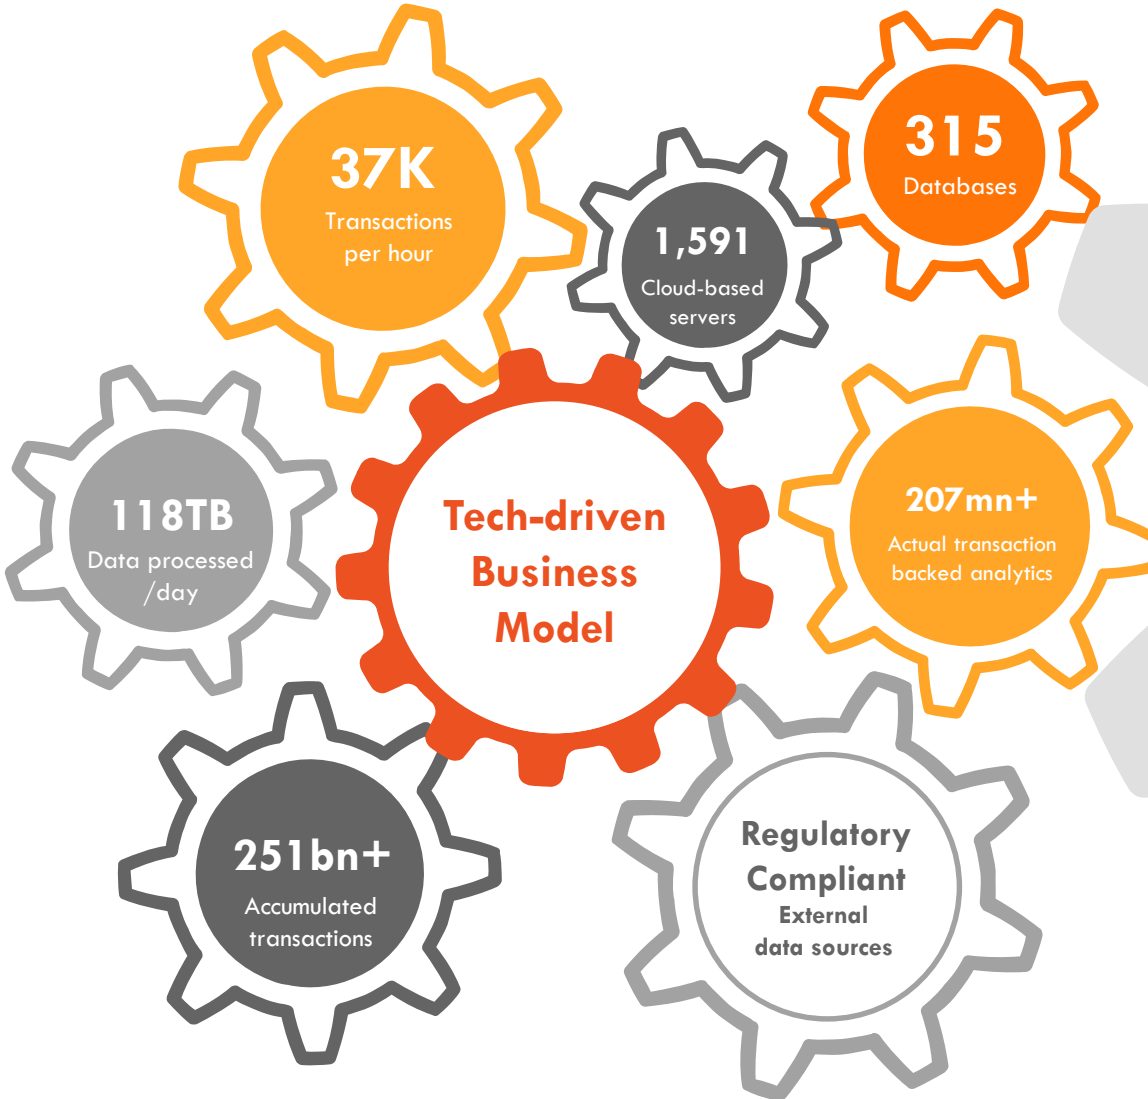 37K
Transactions
per hour
315
Databases
1,591
Cloud-based
servers
118TB
Data processed
/day
Tech-driven
Business
Model
207mn+
Actual transaction
backed analytics
251bn+
Accumulated
transactions
Regulatory
Compliant
External
data sources